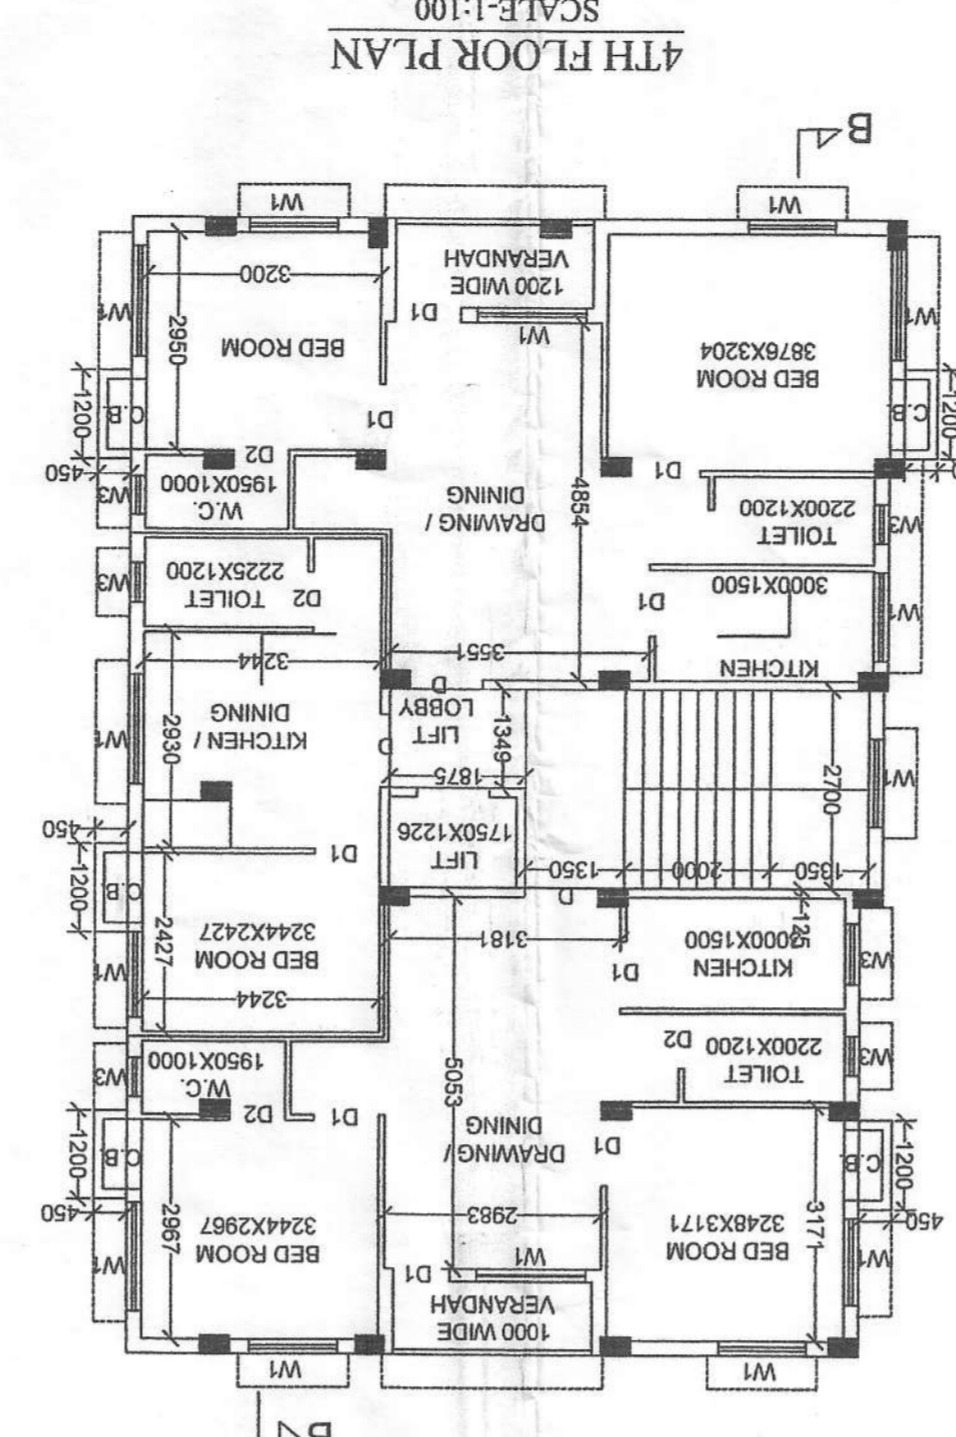 B
W1
W1
1000 WIDE
VERANDAH
W1
D1
W1
450
1200
C.B.
3171
BED ROOM
3248X3171
2983
BED ROOM
3244X2967
2967
W1
450
1200
C.B.
D1
DRAWING /
DINING
5053
D1
D2
W.C.
1950X1000
W3
W3
TOILET
2200X1200
D2
W3
KITCHEN
3000X1500
125
D1
3181
3244
BED ROOM
3244X2427
2427
W1
C.B
1200
450
D
1350
2000
1350
LIFT
1750X1226
D1
W1
2700
1875
1349
LIFT
LOBBY
D
D
KITCHEN /
DINING
2930
3244
W1
KITCHEN
3000X1500
W1
D1
3551
D2
TOILET
2225X1200
W3
W3
TOILET
2200X1200
D1
DRAWING /
DINING
4854
W.C.
1950X1000
D2
W3
450
1200
C.B.
BED ROOM
3876X3204
D1
BED ROOM
2950
3200
C.B.
1200
W1
W1
D1
1200 WIDE
VERANDAH
W1
W1
W1
B
4TH FLOOR PLAN
SCALE-1:100